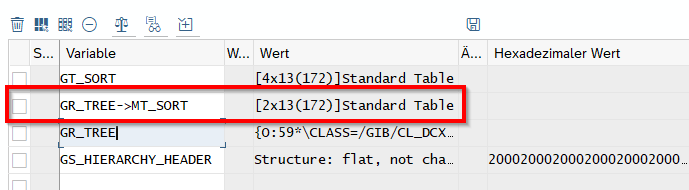 S... Variable W... Wert Ä... Hexadezimaler Wert
GT_SORT [4x13(172)]Standard Table
GR_TREE->MT_SORT [2x13(172)]Standard Table
GR_TREE {O:59*\CLASS=/GIB/CL_DCX…
GS_HIERARCHY_HEADER Structure: flat, not cha… 2000200020002000200020002000…